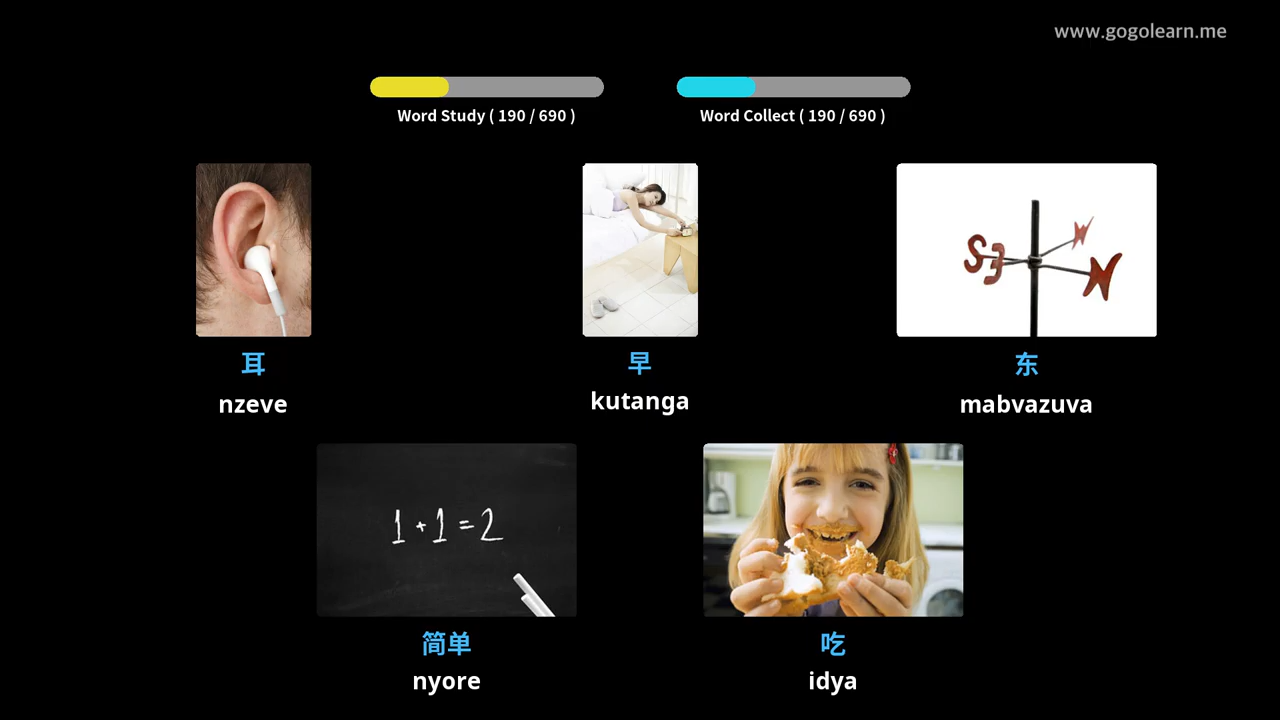 www.gogolearn.me
Word Study ( 190 / 690 )
Word Collect ( 190 / 690 )
S
E
N
耳
nzeve
早
kutanga
东
mabvazuva
1 + 1 = 2
简单
nyore
吃
idya